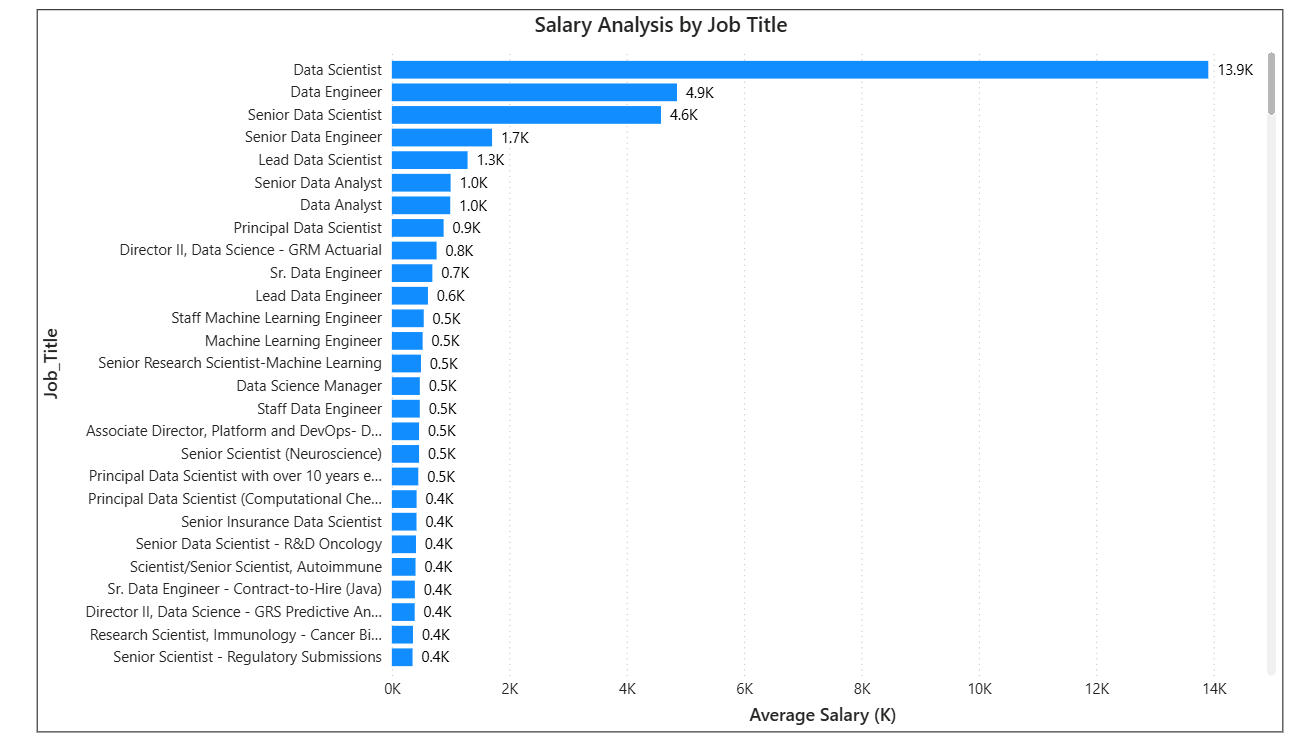 Salary Analysis by Job Title
Job_Title
Data Scientist 13.9K
Data Engineer 4.9K
Senior Data Scientist 4.6K
Senior Data Engineer 1.7K
Lead Data Scientist 1.3K
Senior Data Analyst 1.0K
Data Analyst 1.0K
Principal Data Scientist 0.9K
Director II, Data Science - GRM Actuarial 0.8K
Sr. Data Engineer 0.7K
Lead Data Engineer 0.6K
Staff Machine Learning Engineer 0.5K
Machine Learning Engineer 0.5K
Senior Research Scientist-Machine Learning 0.5K
Data Science Manager 0.5K
Staff Data Engineer 0.5K
Associate Director, Platform and DevOps- D... 0.5K
Senior Scientist (Neuroscience) 0.5K
Principal Data Scientist with over 10 years e... 0.5K
Principal Data Scientist (Computational Che... 0.4K
Senior Insurance Data Scientist 0.4K
Senior Data Scientist - R&D Oncology 0.4K
Scientist/Senior Scientist, Autoimmune 0.4K
Sr. Data Engineer - Contract-to-Hire (Java) 0.4K
Director II, Data Science - GRS Predictive An... 0.4K
Research Scientist, Immunology - Cancer Bi... 0.4K
Senior Scientist - Regulatory Submissions 0.4K
0K 2K 4K 6K 8K 10K 12K 14K
Average Salary (K)